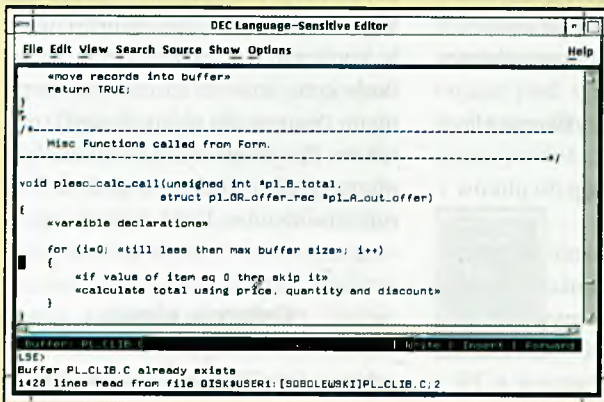 DEC Language-Sensitive Editor
File Edit View Search Source Show Options Help
«move records into buffer»
return TRUE;
}
/*
Misc Functions called from Form.
*/
void plesc_calc_call(unsigned int *pl_B_total,
struct pl_GR_offer_rec *pl_A_out_offer)
{
«varaible declarations»
for (i=0; «till less than max buffer size»; i++)
{
«if value of item eq 0 then skip it»
«calculate total using price, quantity and discount»
}
}
Buffer: PL_CLIB.C | Write | Insert | Forward
LSE>
Buffer PL_CLIB.C already exists
1428 lines read from file DISK$USER1:[SOBOLEWSKI]PL_CLIB.C;2